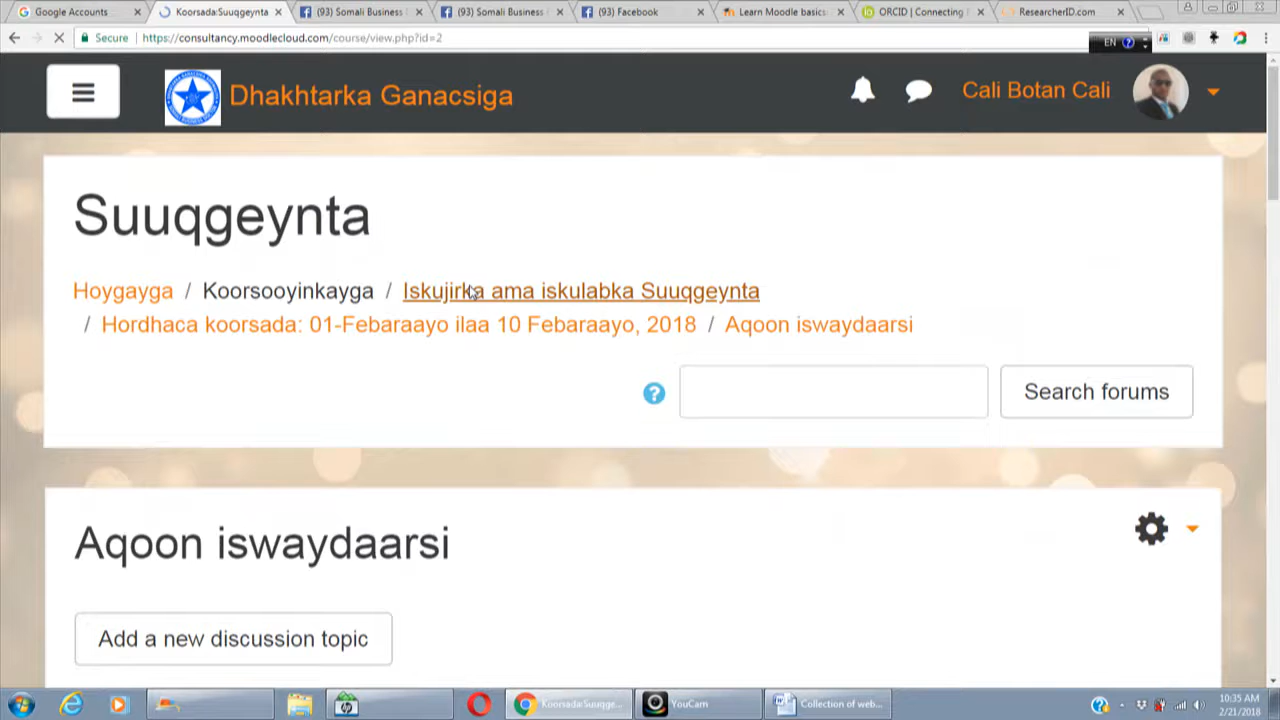 Google Accounts
Koorsada:Suuqgeynta
(93) Somali Business
(93) Somali Business
(93) Facebook
Learn Moodle basics:
ORCID | Connecting
ResearcherID.com
Secure https://consultancy.moodlecloud.com/course/view.php?id=2
EN
Dhakhtarka Ganacsiga
Cali Botan Cali
Suuqgeynta
Hoygayga / Koorsooyinkayga / Iskujirka ama iskulabka Suuqgeynta
/ Hordhaca koorsada: 01-Febaraayo ilaa 10 Febaraayo, 2018 / Aqoon iswaydaarsi
? Search forums
Aqoon iswaydaarsi
Add a new discussion topic
Koorsada:Suuqge...
YouCam
Collection of web...
10:35 AM
2/21/2018